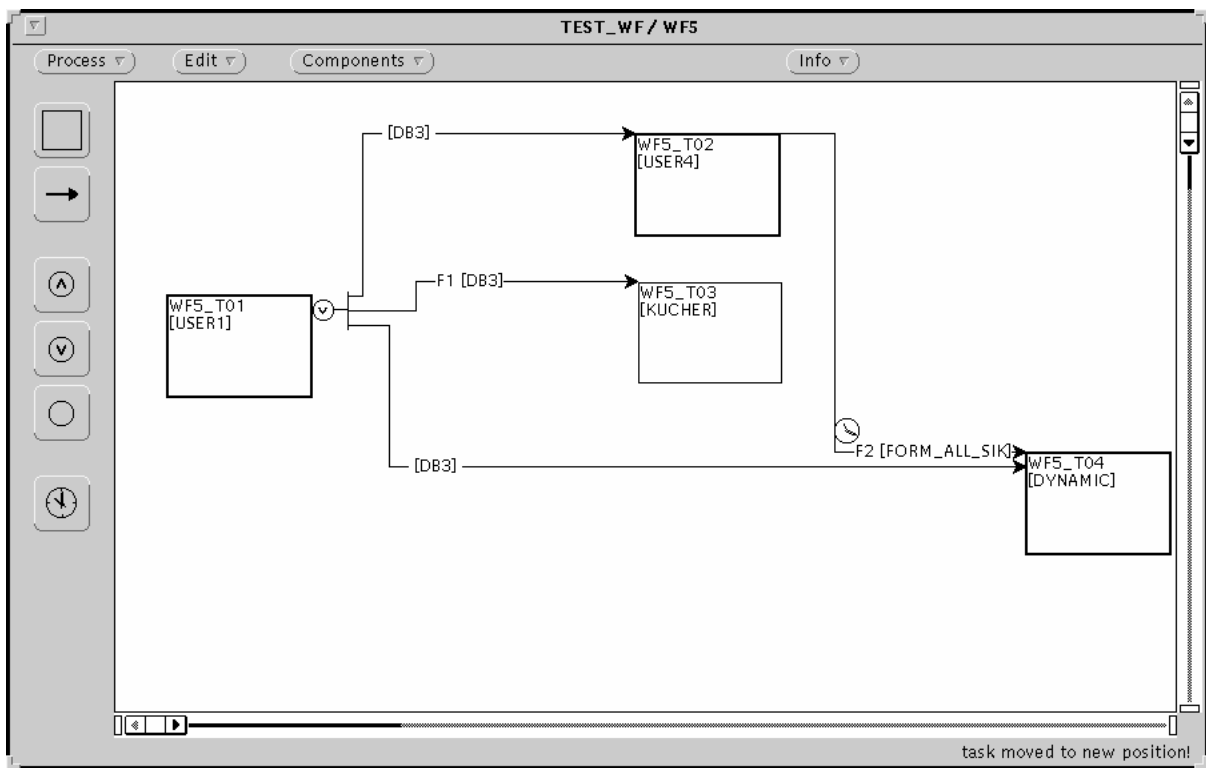 TEST_WF / WF5
Process
Edit
Components
Info
[DB3]
WF5_T02
[USER4]
F1 [DB3]
WF5_T03
[KUCHER]
WF5_T01
[USER1]
F2 [FORM_ALL_SIK]
[DB3]
WF5_T04
[DYNAMIC]
task moved to new position!